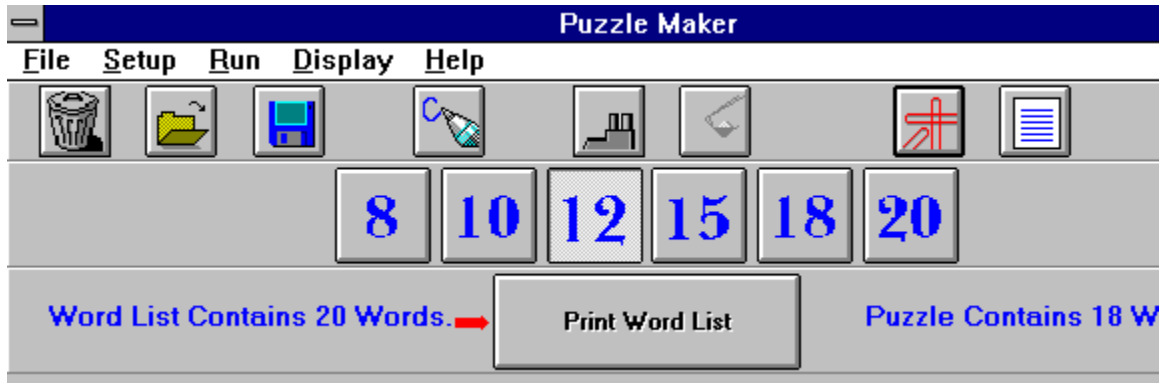 Puzzle Maker
File Setup Run Display Help
C
8 10 12 15 18 20
Word List Contains 20 Words. Print Word List Puzzle Contains 18 W